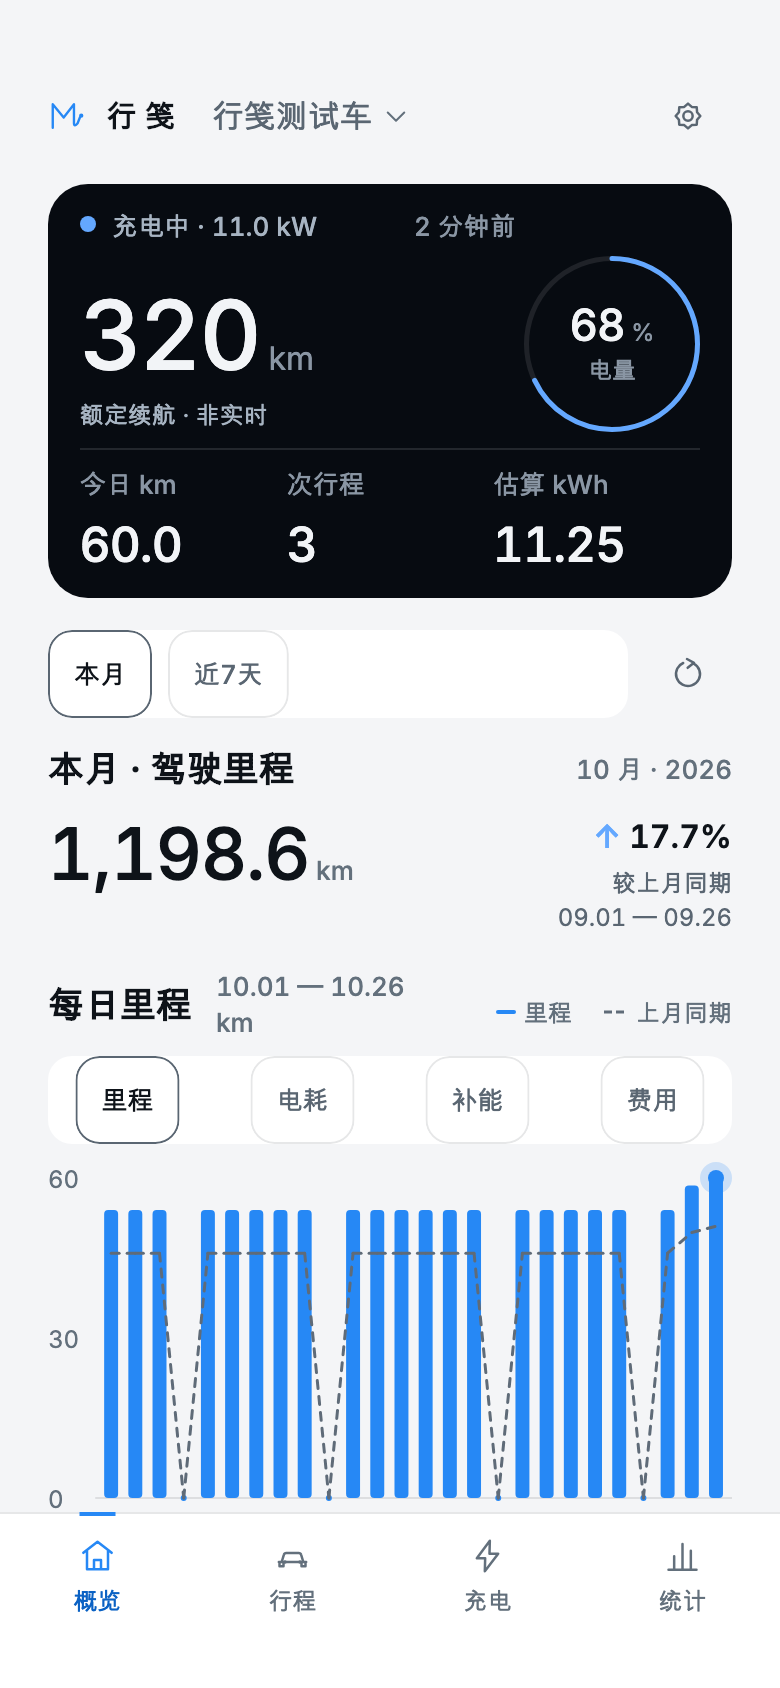 行 笺 行笺测试车
充电中 · 11.0 kW 2 分钟前
320 km
68 %
电量
额定续航 · 非实时
今日 km 次行程 估算 kWh
60.0 3 11.25
本月 近7天
本月 · 驾驶里程 10 月 · 2026
1,198.6 km
↑ 17.7%
较上月同期
09.01 — 09.26
每日里程 10.01 — 10.26
km
里程 -- 上月同期
里程 电耗 补能 费用
60
30
0
概览 行程 充电 统计